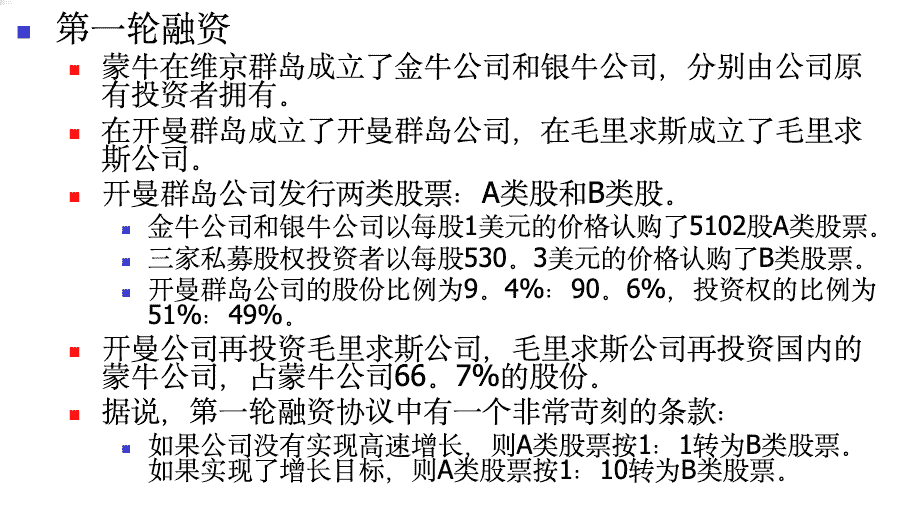 第一轮融资
蒙牛在维京群岛成立了金牛公司和银牛公司，分别由公司原
有投资者拥有。
在开曼群岛成立了开曼群岛公司，在毛里求斯成立了毛里求
斯公司。
开曼群岛公司发行两类股票：A类股和B类股。
金牛公司和银牛公司以每股1美元的价格认购了5102股A类股票。
三家私募股权投资者以每股530。3美元的价格认购了B类股票。
开曼群岛公司的股份比例为9。4%：90。6%，投资权的比例为
51%：49%。
开曼公司再投资毛里求斯公司，毛里求斯公司再投资国内的
蒙牛公司，占蒙牛公司66。7%的股份。
据说，第一轮融资协议中有一个非常苛刻的条款：
如果公司没有实现高速增长，则A类股票按1：1转为B类股票。
如果实现了增长目标，则A类股票按1：10转为B类股票。